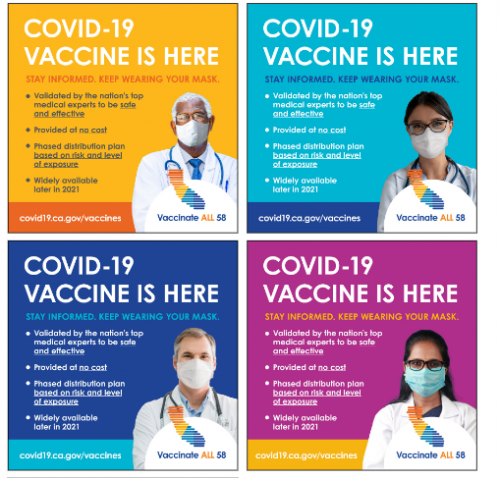 COVID-19
VACCINE IS HERE
STAY INFORMED. KEEP WEARING YOUR MASK.
• Validated by the nation's top
medical experts to be safe
and effective
• Provided at no cost
• Phased distribution plan
based on risk and level
of exposure
• Widely available
later in 2021
covid19.ca.gov/vaccines
Vaccinate ALL 58
COVID-19
VACCINE IS HERE
STAY INFORMED. KEEP WEARING YOUR MASK.
• Validated by the nation's top
medical experts to be safe
and effective
• Provided at no cost
• Phased distribution plan
based on risk and level
of exposure
• Widely available
later in 2021
covid19.ca.gov/vaccines
Vaccinate ALL 58
COVID-19
VACCINE IS HERE
STAY INFORMED. KEEP WEARING YOUR MASK.
• Validated by the nation's top
medical experts to be safe
and effective
• Provided at no cost
• Phased distribution plan
based on risk and level
of exposure
• Widely available
later in 2021
covid19.ca.gov/vaccines
Vaccinate ALL 58
COVID-19
VACCINE IS HERE
STAY INFORMED. KEEP WEARING YOUR MASK.
• Validated by the nation's top
medical experts to be safe
and effective
• Provided at no cost
• Phased distribution plan
based on risk and level
of exposure
• Widely available
later in 2021
covid19.ca.gov/vaccines
Vaccinate ALL 58